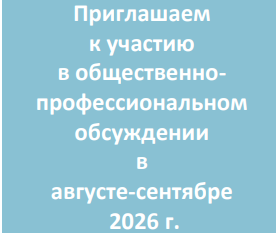 Приглашаем
к участию
в общественно-
профессиональном
обсуждении
в
августе-сентябре
2026 г.